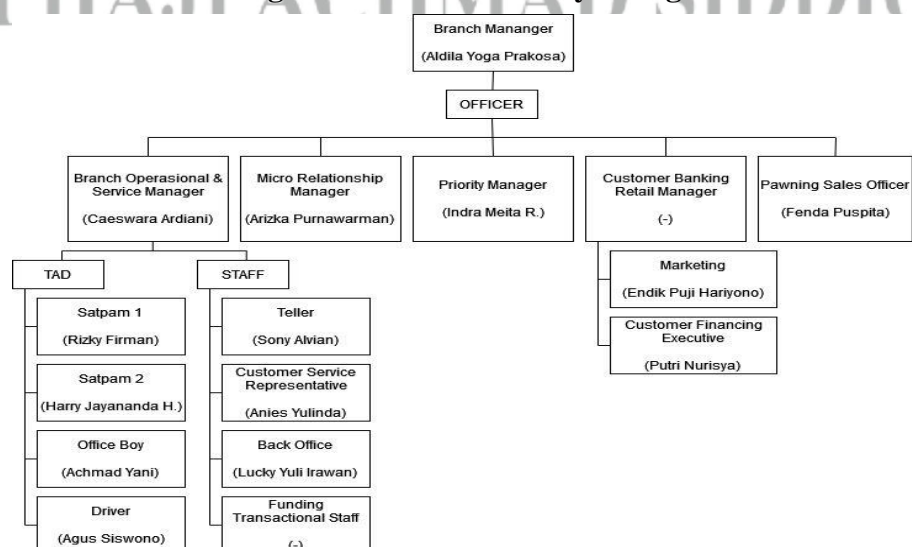 Branch Mananger
(Aldila Yoga Prakosa)
OFFICER
Branch Operasional &
Service Manager
(Caeswara Ardiani)
Micro Relationship
Manager
(Arizka Purnawarman)
Priority Manager
(Indra Meita R.)
Customer Banking
Retail Manager
(-)
Pawning Sales Officer
(Fenda Puspita)
TAD
Satpam 1
(Rizky Firman)
Satpam 2
(Harry Jayananda H.)
Office Boy
(Achmad Yani)
Driver
(Agus Siswono)
STAFF
Teller
(Sony Alvian)
Customer Service
Representative
(Anies Yulinda)
Back Office
(Lucky Yuli Irawan)
Funding
Transactional Staff
(-)
Marketing
(Endik Puji Hariyono)
Customer Financing
Executive
(Putri Nurisya)